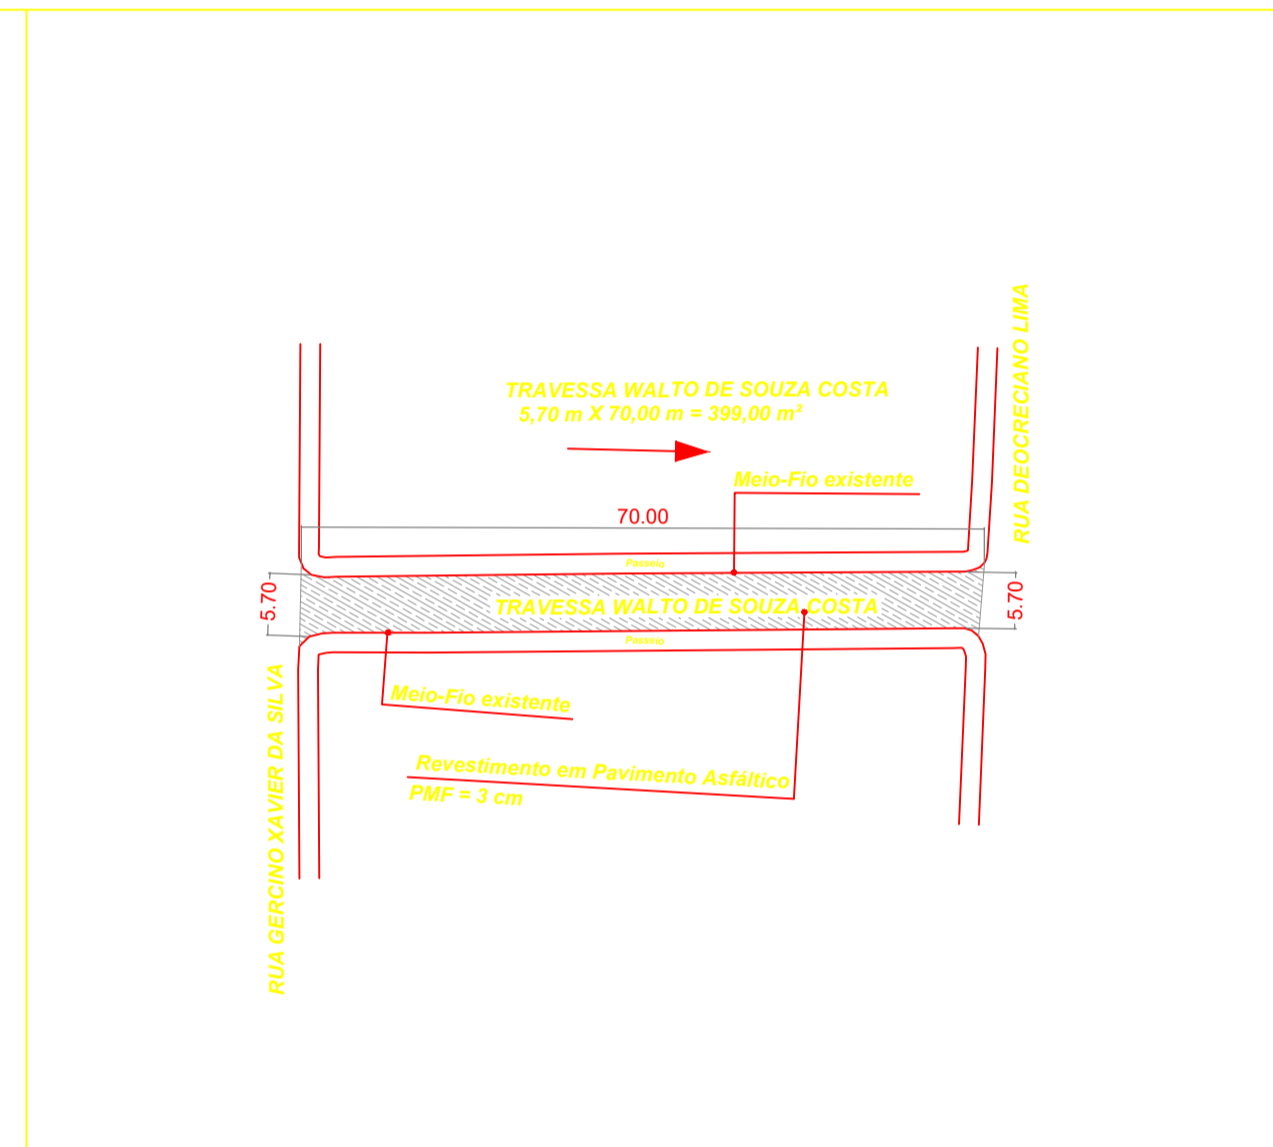 RUA DEOCRECIANO LIMA
TRAVESSA WALTO DE SOUZA COSTA
5,70 m X 70,00 m = 399,00 m²
Meio-Fio existente
70.00
Passeio
5.70
TRAVESSA WALTO DE SOUZA COSTA
5.70
Passeio
Meio-Fio existente
RUA GERCINO XAVIER DA SILVA
Revestimento em Pavimento Asfáltico
PMF = 3 cm